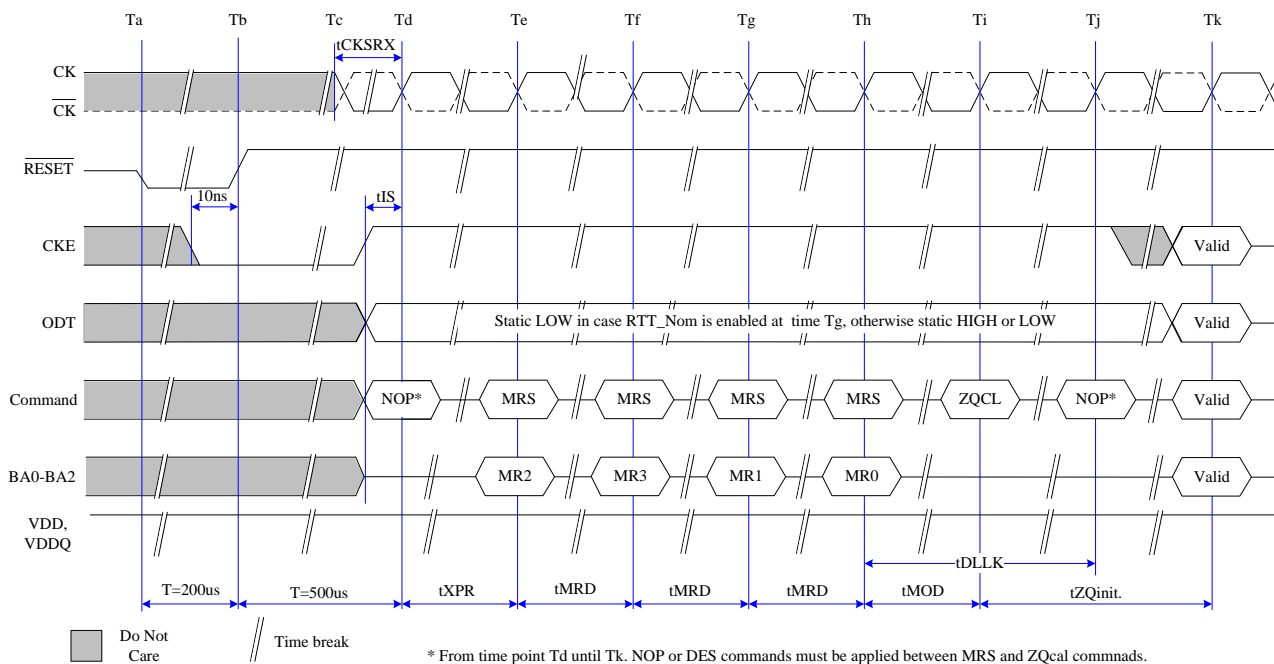 Ta Tb Tc Td Te Tf Tg Th Ti Tj Tk
tCKSRX
CK
CK
RESET
10ns
tIS
CKE
Valid
ODT
Static LOW in case RTT_Nom is enabled at time Tg, otherwise static HIGH or LOW
Valid
Command
NOP* MRS MRS MRS MRS ZQCL NOP* Valid
BA0-BA2
MR2 MR3 MR1 MR0 Valid
VDD,
VDDQ
tDLLK
T=200us T=500us tXPR tMRD tMRD tMRD tMOD tZQinit.
Do Not
Care
Time break
* From time point Td until Tk. NOP or DES commands must be applied between MRS and ZQcal commnads.